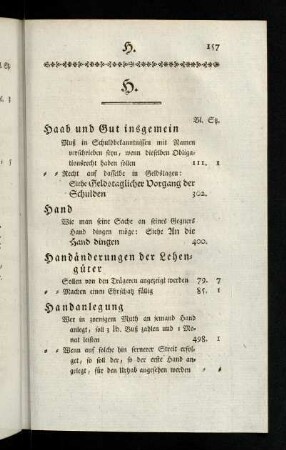 H. 157
H.
Bl. Sz.
Haab und Gut insgemein
Muß in Schuldbekanntnissen mit Namen
verschrieben seyn, wenn dieselben Obliga-
tionsrecht haben sollen 111. 1
" " Recht auf dasselbe in Geldstagen:
Siehe Geldstaglicher Vorgang der
Schulden 302.
Hand
Wie man seine Sache an seines Gegners
Hand dingen möge: Siehe An die
Hand dingen 400.
Handänderungen der Lehen-
güter
Sollen von den Trägeren angezeigt werden 79. 7
" " Machen einen Ehrschatz fällig 85. 1
Handanlegung
Wer in zornigem Muth an jemand Hand
anlegt, soll 3 lb. Buß zahlen und 1 Mo-
nat leisten 498. 1
" " Wenn auf solche hin fernerer Streit erfol-
get, so soll der, so der erste Hand an-
gelegt, für den Urhab angesehen werden " "